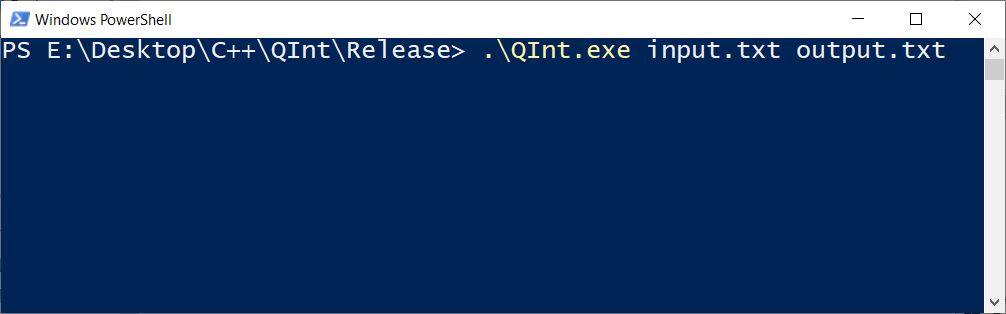 Windows PowerShell
PS E:\Desktop\C++\QInt\Release> .\QInt.exe input.txt output.txt